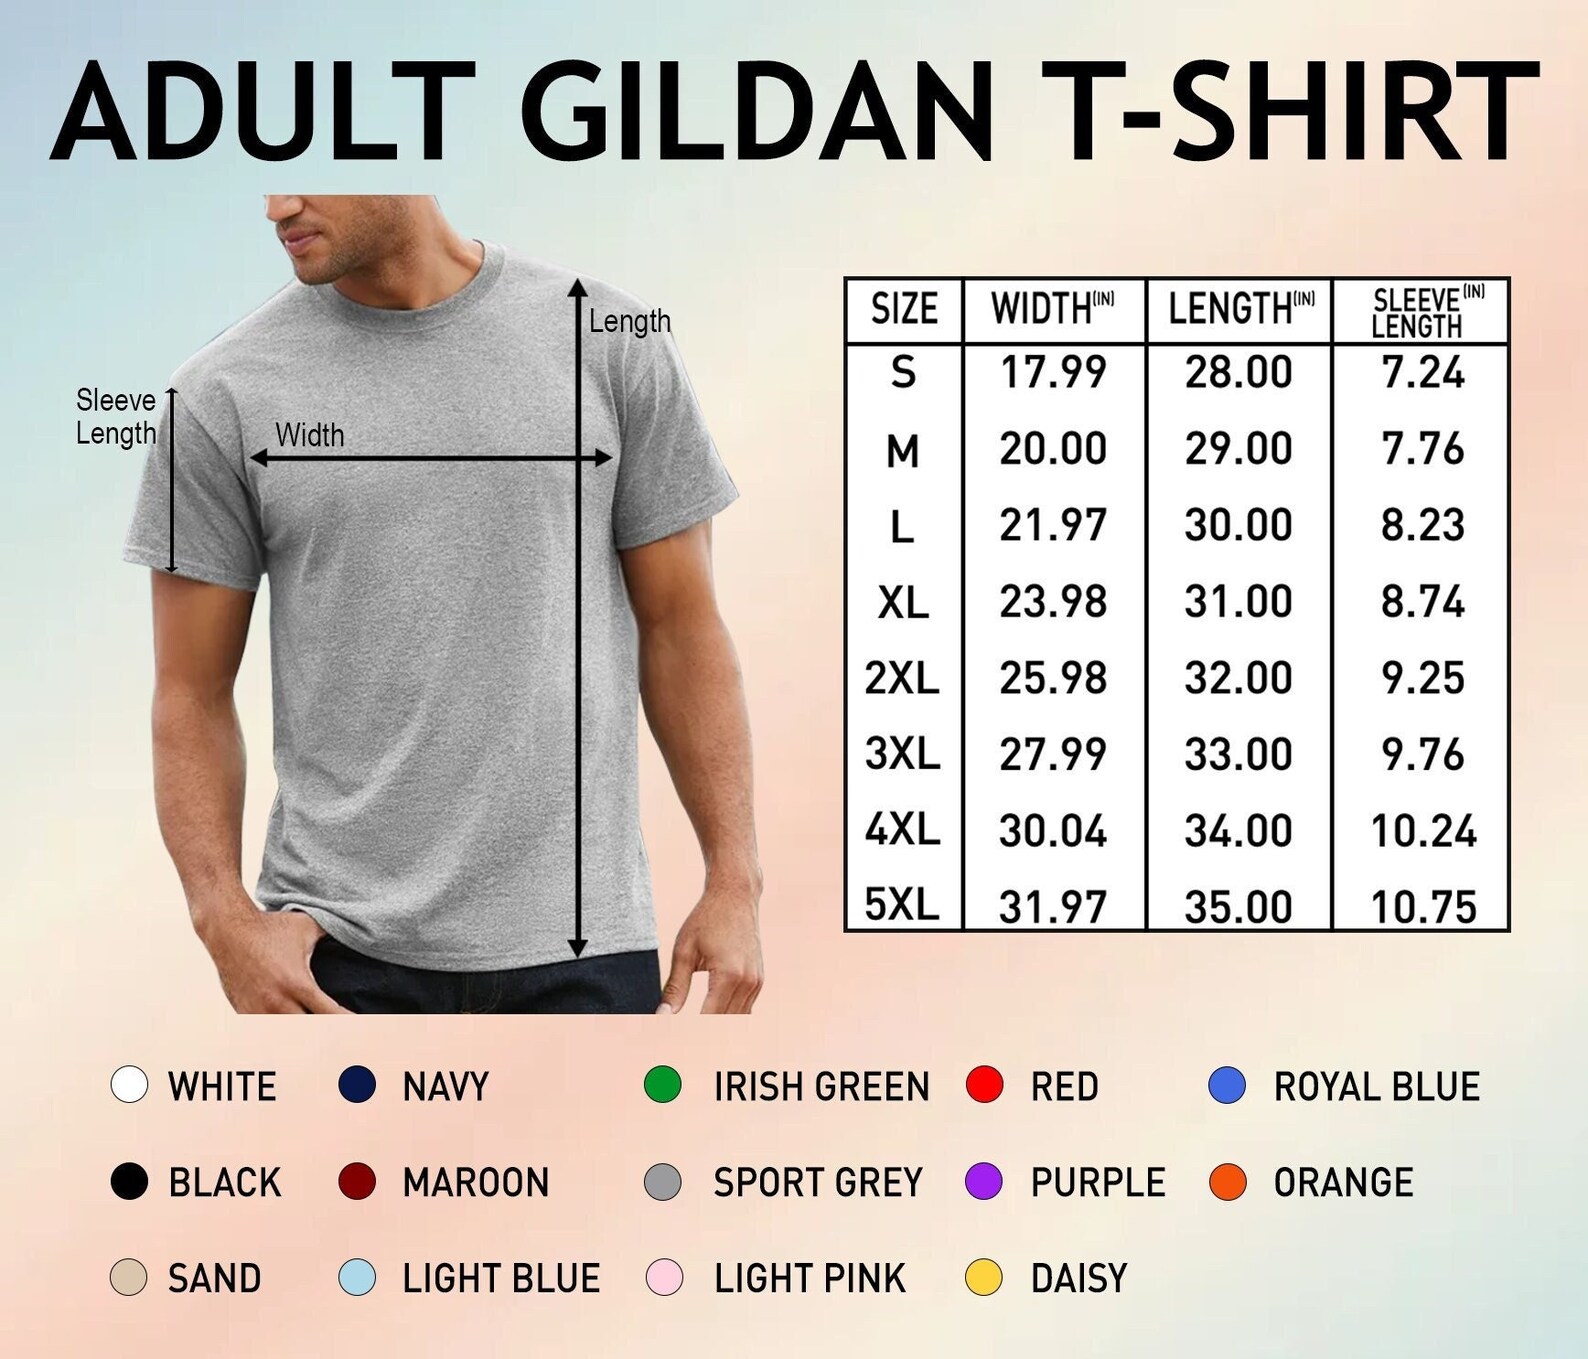 ADULT GILDAN T-SHIRT
Length
Sleeve
Length
Width
SIZE WIDTH(IN) LENGTH(IN) SLEEVE(IN) LENGTH
S 17.99 28.00 7.24
M 20.00 29.00 7.76
L 21.97 30.00 8.23
XL 23.98 31.00 8.74
2XL 25.98 32.00 9.25
3XL 27.99 33.00 9.76
4XL 30.04 34.00 10.24
5XL 31.97 35.00 10.75
WHITE NAVY IRISH GREEN RED ROYAL BLUE
BLACK MAROON SPORT GREY PURPLE ORANGE
SAND LIGHT BLUE LIGHT PINK DAISY